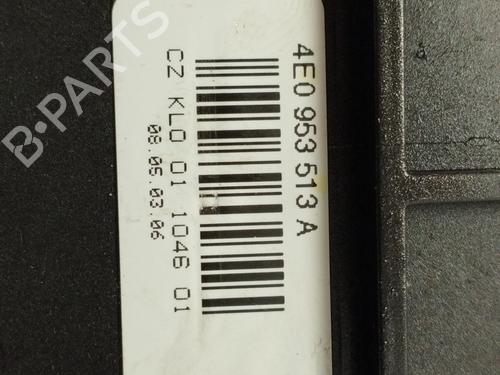 4E0 953 513 A
CZ KLO 01 1046 01
08.05.03.06
B-PARTS